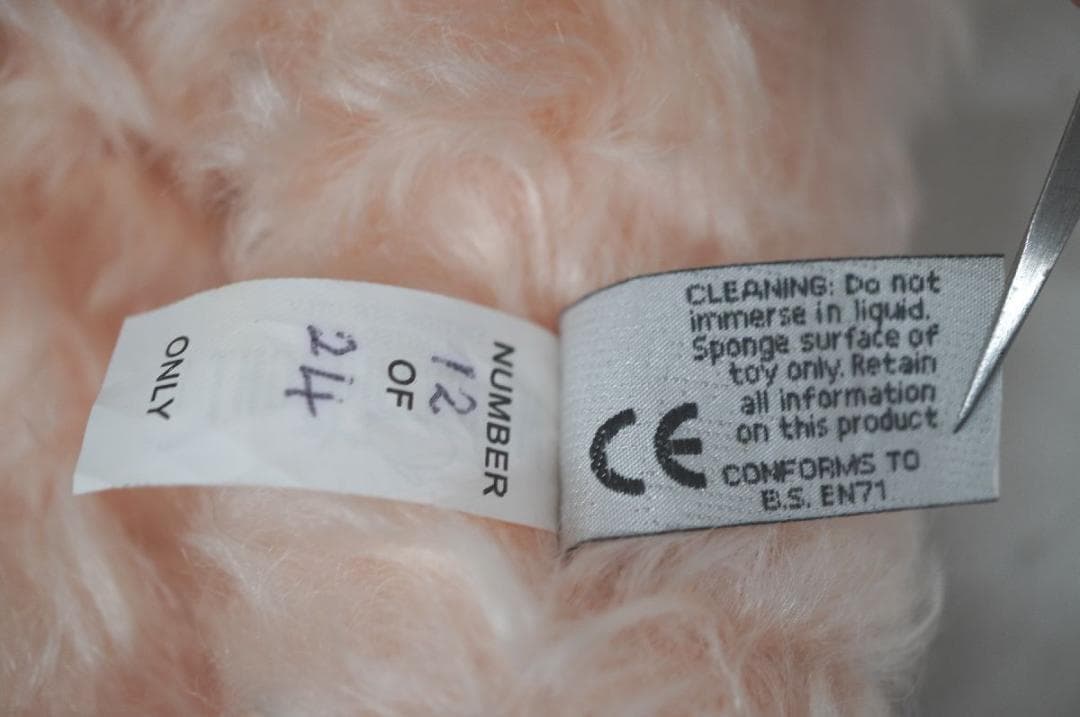 NUMBER
12
OF
24
ONLY
CLEANING: Do not
immerse in liquid.
Sponge surface of
toy only. Retain
all information
on this product
CE
CONFORMS TO
B.S. EN71